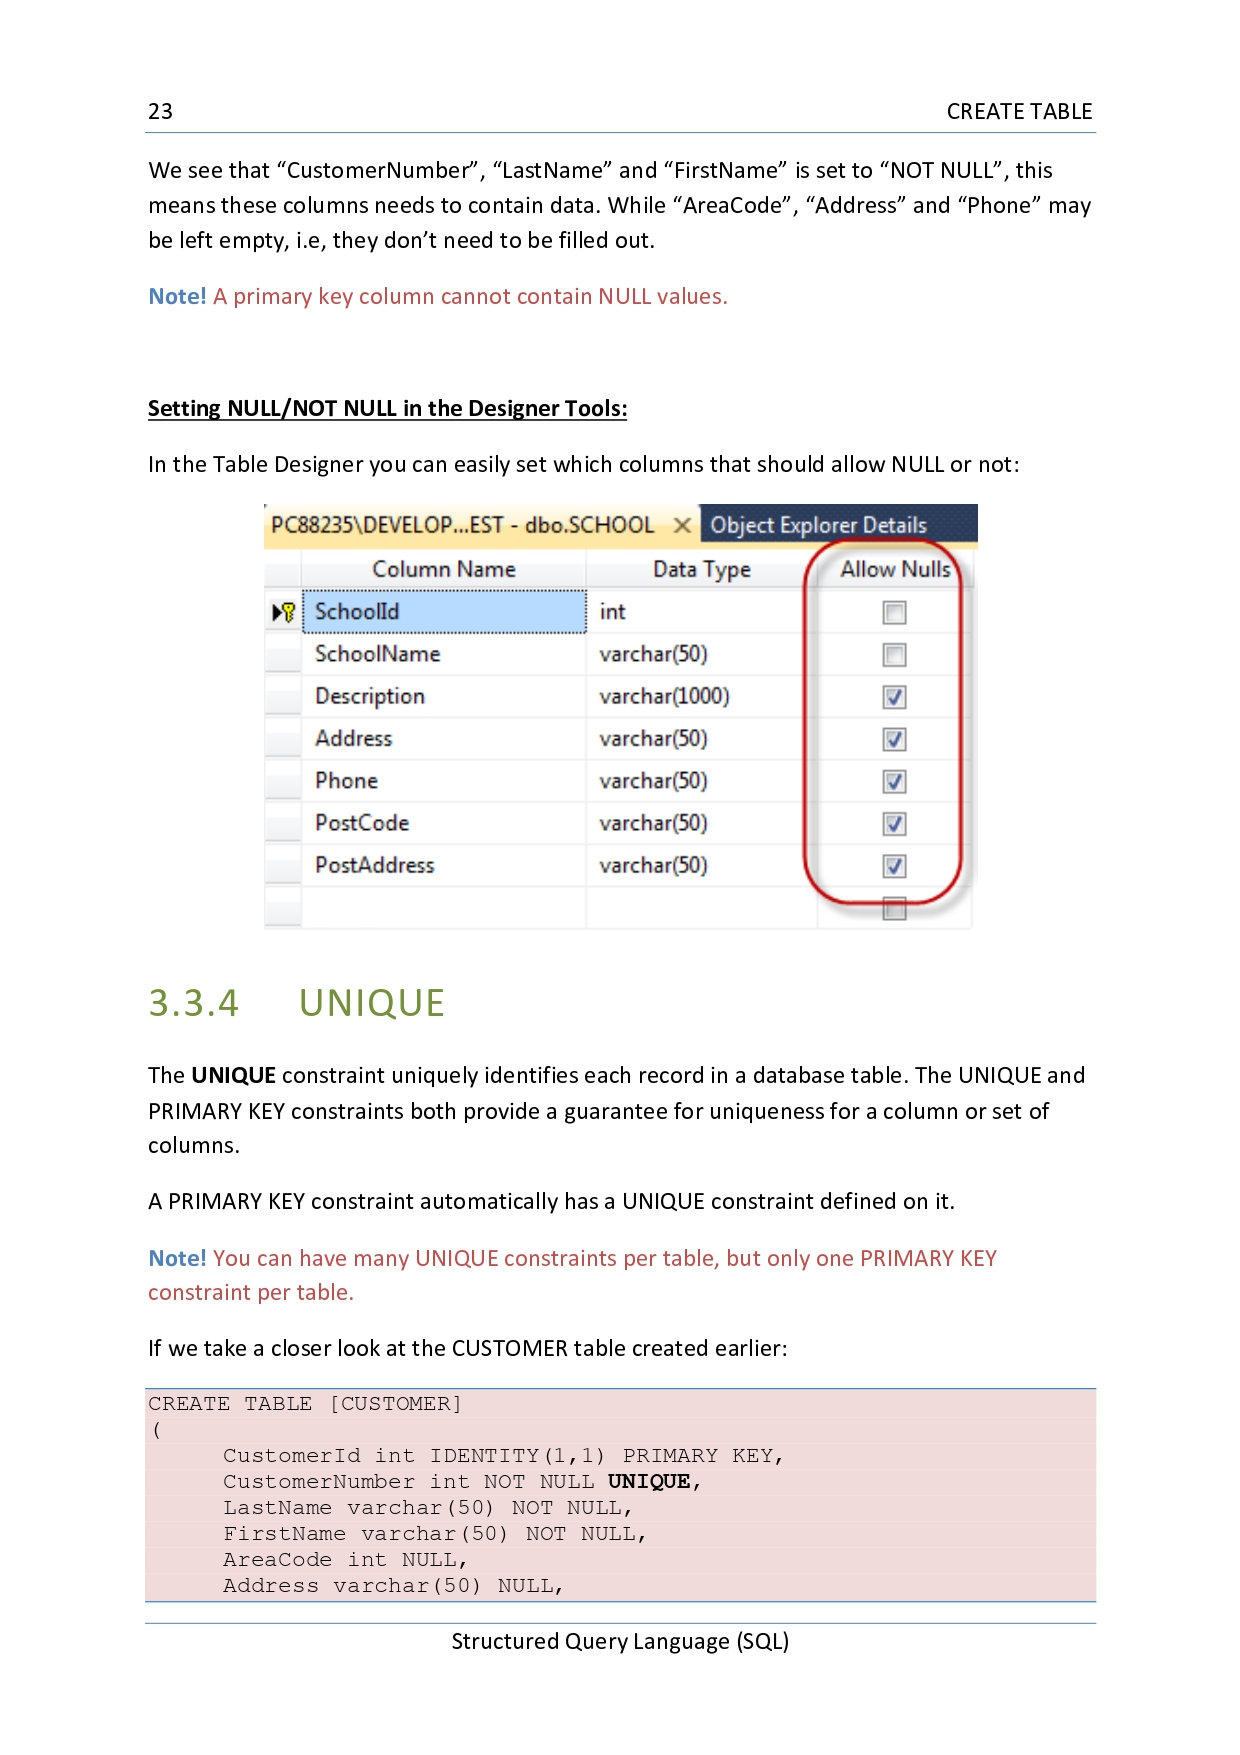 23 CREATE TABLE
We see that “CustomerNumber”, “LastName” and “FirstName” is set to “NOT NULL”, this
means these columns needs to contain data. While “AreaCode”, “Address” and “Phone” may
be left empty, i.e, they don’t need to be filled out.
Note! A primary key column cannot contain NULL values.
Setting NULL/NOT NULL in the Designer Tools:
In the Table Designer you can easily set which columns that should allow NULL or not:
PC88235\DEVELOP...EST - dbo.SCHOOL Object Explorer Details
Column Name Data Type Allow Nulls
SchoolId int
SchoolName varchar(50)
Description varchar(1000)
Address varchar(50)
Phone varchar(50)
PostCode varchar(50)
PostAddress varchar(50)
3.3.4 UNIQUE
The UNIQUE constraint uniquely identifies each record in a database table. The UNIQUE and
PRIMARY KEY constraints both provide a guarantee for uniqueness for a column or set of
columns.
A PRIMARY KEY constraint automatically has a UNIQUE constraint defined on it.
Note! You can have many UNIQUE constraints per table, but only one PRIMARY KEY
constraint per table.
If we take a closer look at the CUSTOMER table created earlier:
CREATE TABLE [CUSTOMER]
(
CustomerId int IDENTITY(1,1) PRIMARY KEY,
CustomerNumber int NOT NULL UNIQUE,
LastName varchar(50) NOT NULL,
FirstName varchar(50) NOT NULL,
AreaCode int NULL,
Address varchar(50) NULL,
Structured Query Language (SQL)